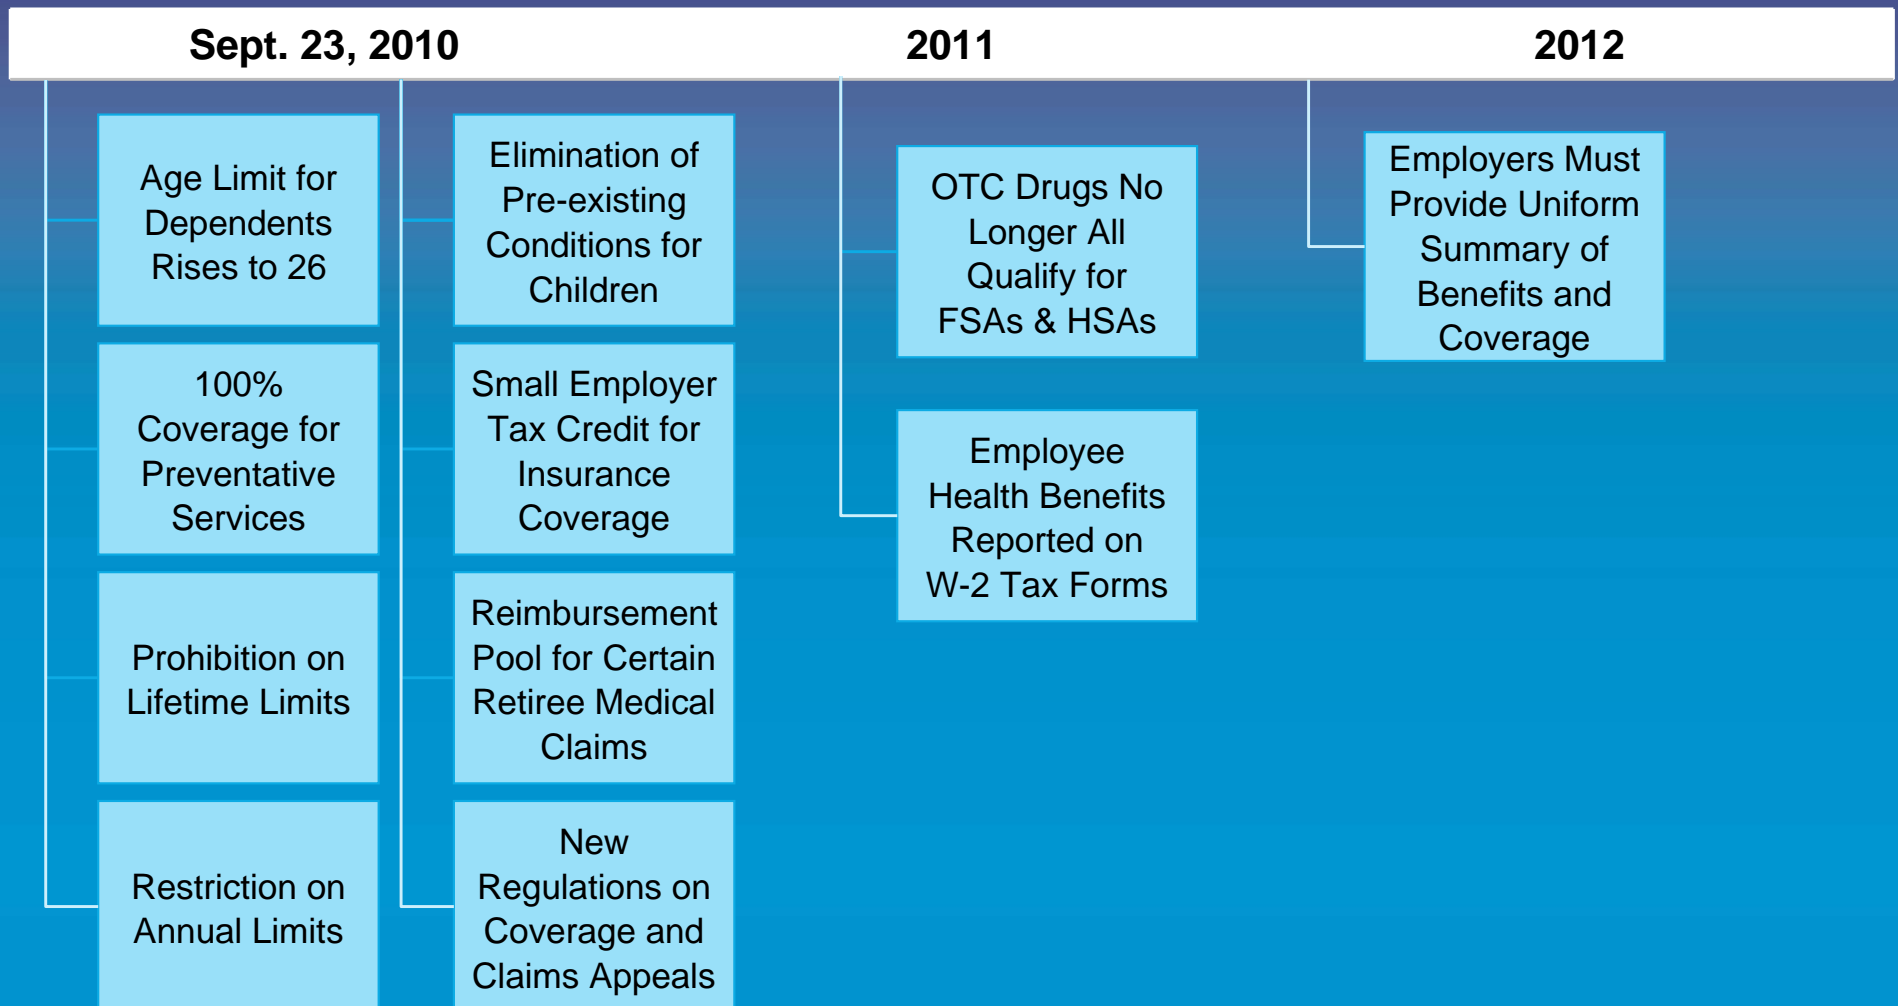 Sept. 23, 2010
2011
2012
Age Limit for
Dependents
Rises to 26
100%
Coverage for
Preventative
Services
Prohibition on
Lifetime Limits
Restriction on
Annual Limits
Elimination of
Pre-existing
Conditions for
Children
Small Employer
Tax Credit for
Insurance
Coverage
Reimbursement
Pool for Certain
Retiree Medical
Claims
New
Regulations on
Coverage and
Claims Appeals
OTC Drugs No
Longer All
Qualify for
FSAs & HSAs
Employee
Health Benefits
Reported on
W-2 Tax Forms
Employers Must
Provide Uniform
Summary of
Benefits and
Coverage